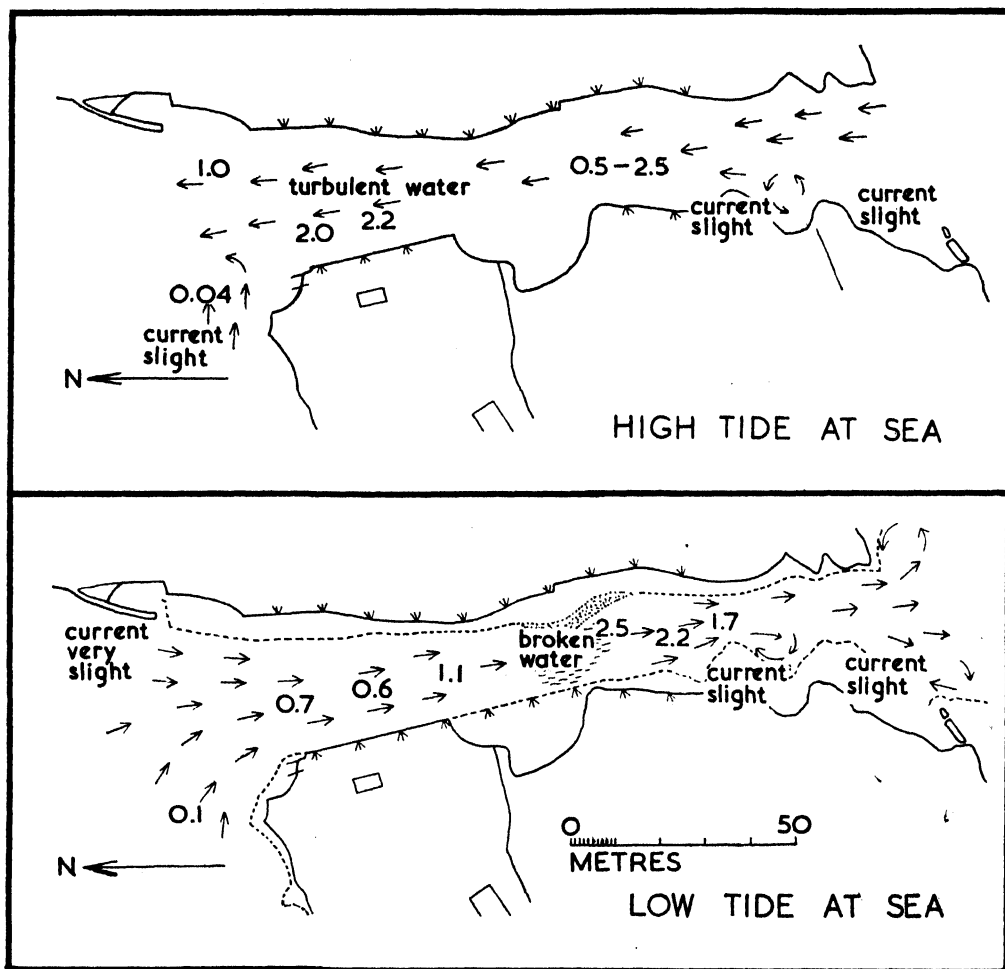 1.0
turbulent water
0.5–2.5
2.0
2.2
current
slight
current
slight
0.04
current
slight
N
HIGH TIDE AT SEA
current
very
slight
broken
water
2.5
2.2
1.7
1.1
0.6
0.7
current
slight
current
slight
0.1
0
50
METRES
N
LOW TIDE AT SEA